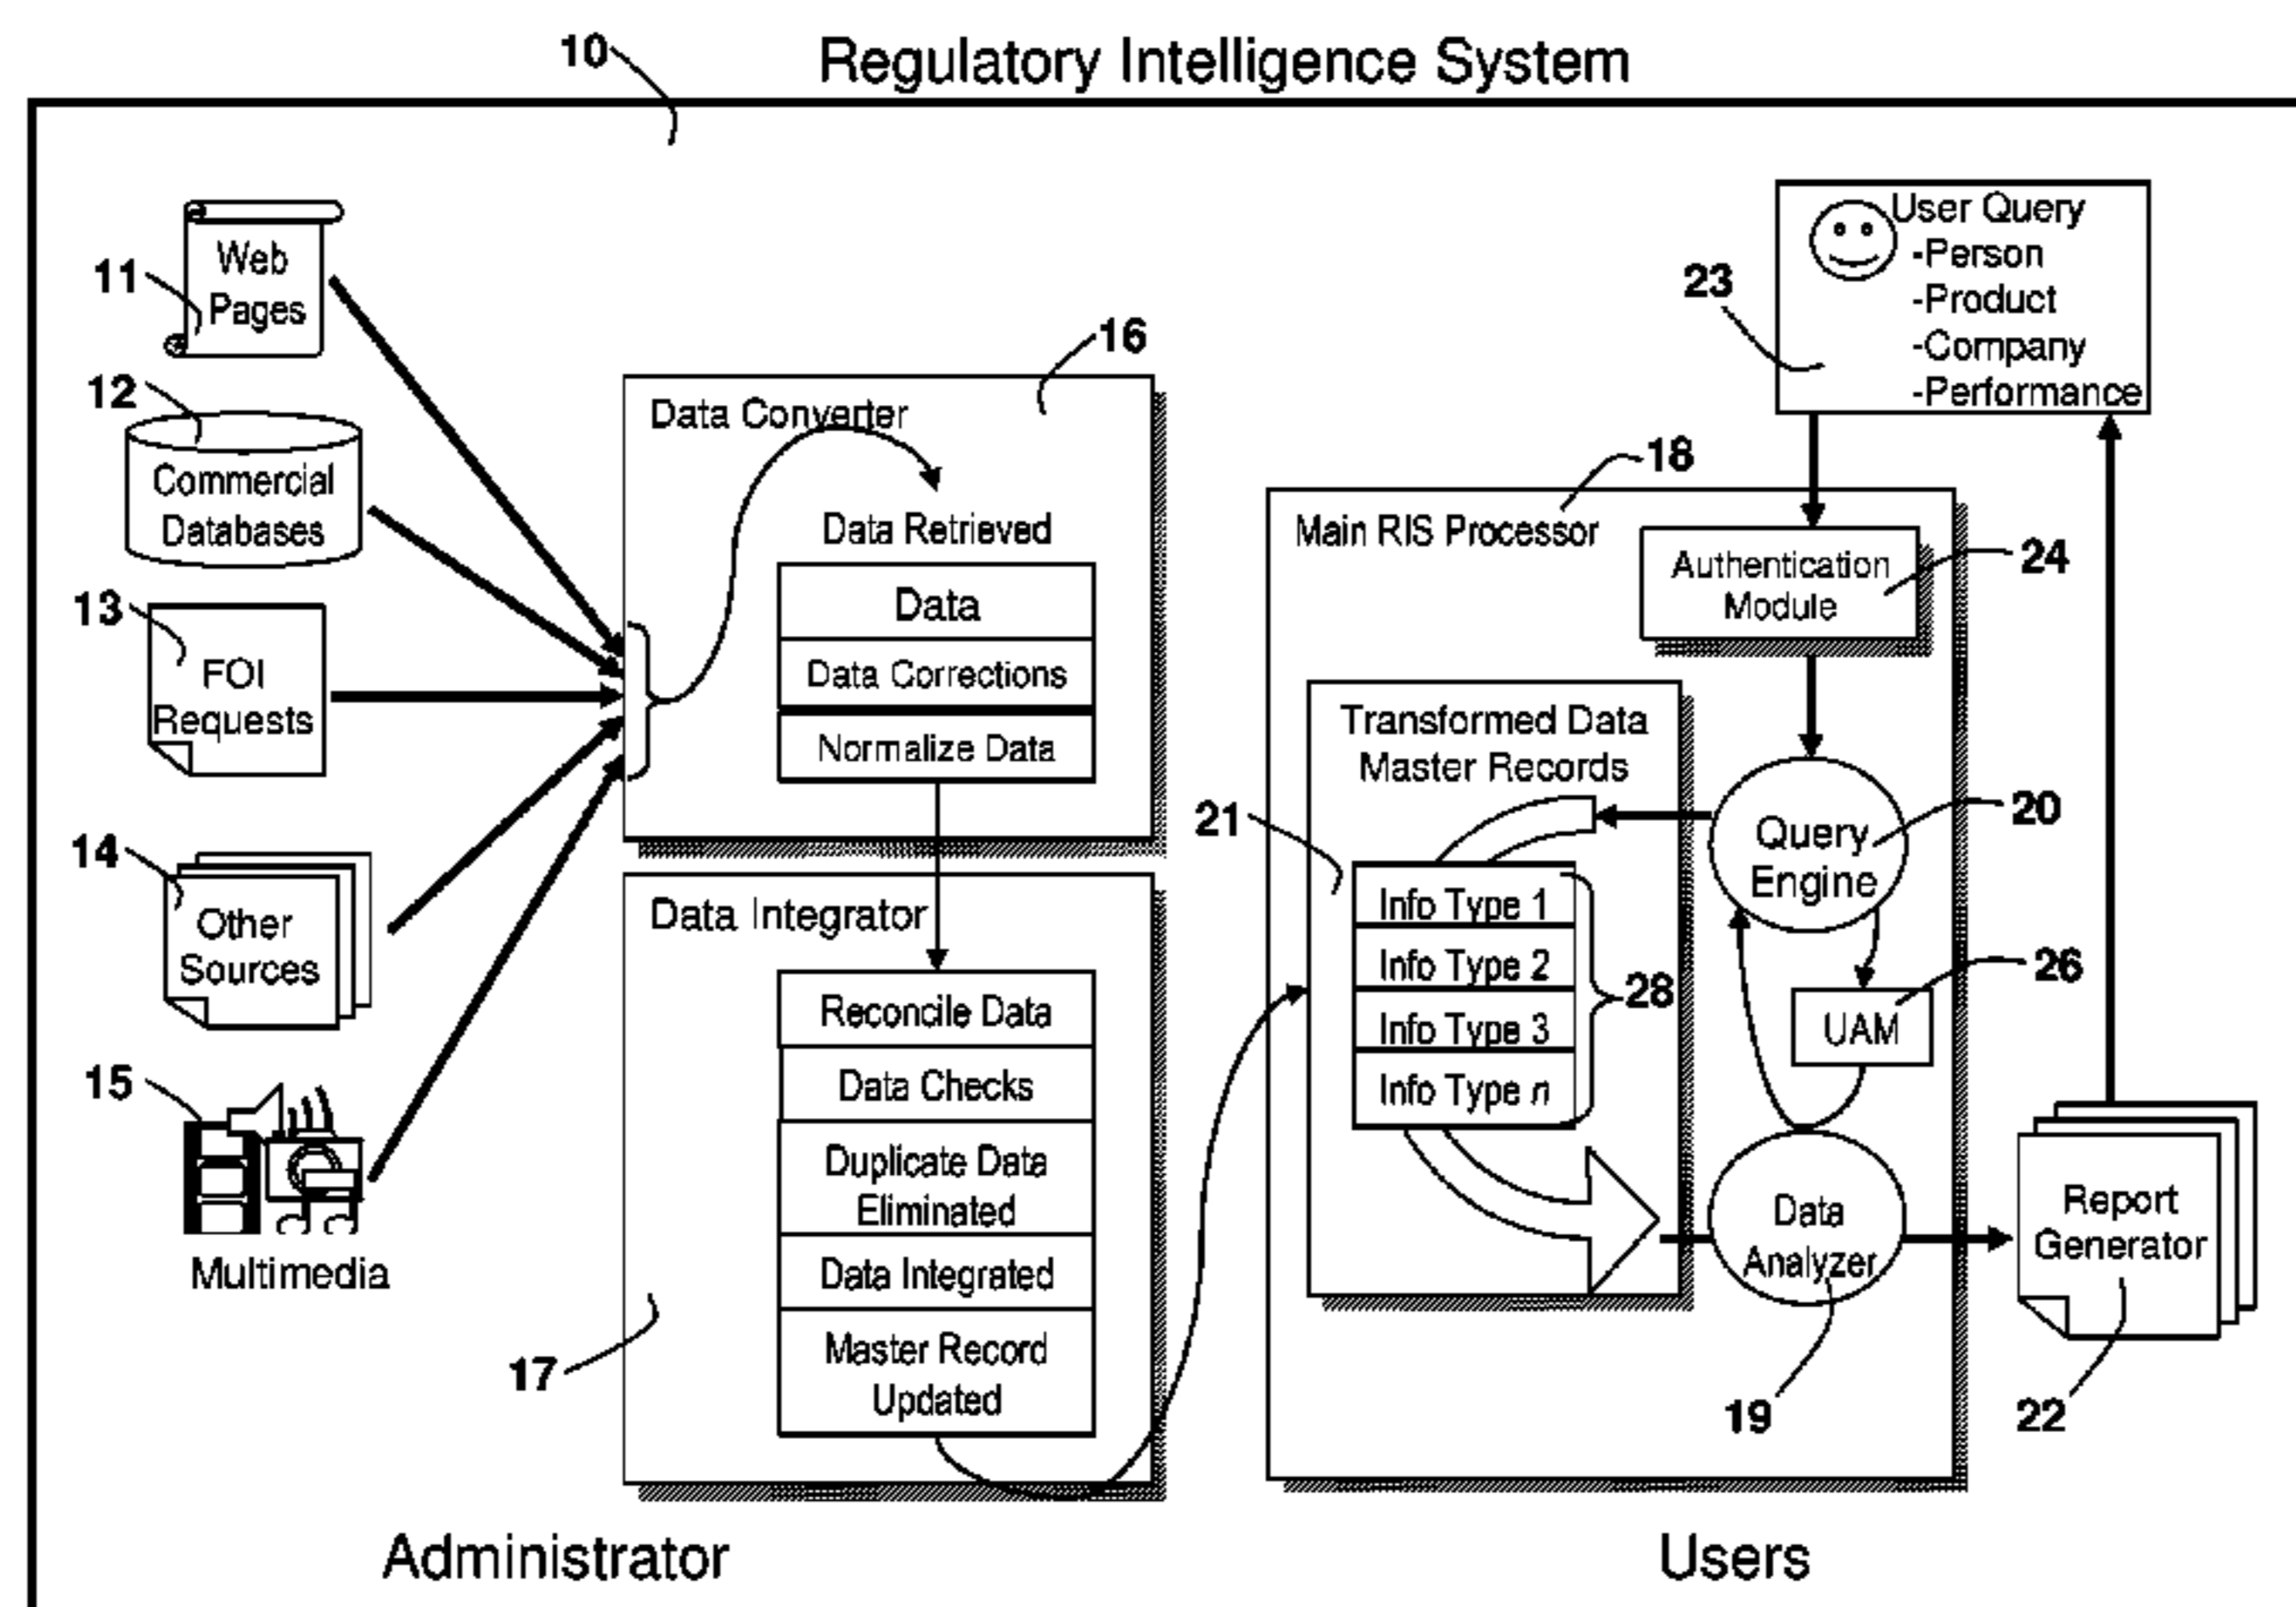 10
Regulatory Intelligence System
11
Web
Pages
12
Commercial
Databases
13
FOI
Requests
14
Other
Sources
15
Multimedia
16
Data Converter
Data Retrieved
Data
Data Corrections
Normalize Data
Data Integrator
Reconcile Data
Data Checks
Duplicate Data
Eliminated
Data Integrated
Master Record
Updated
17
Administrator
23
User Query
-Person
-Product
-Company
-Performance
18
Main RIS Processor
Authentication
Module
24
Transformed Data
Master Records
21
Info Type 1
Info Type 2
Info Type 3
Info Type n
28
Query
Engine
20
26
UAM
Data
Analyzer
19
Report
Generator
22
Users